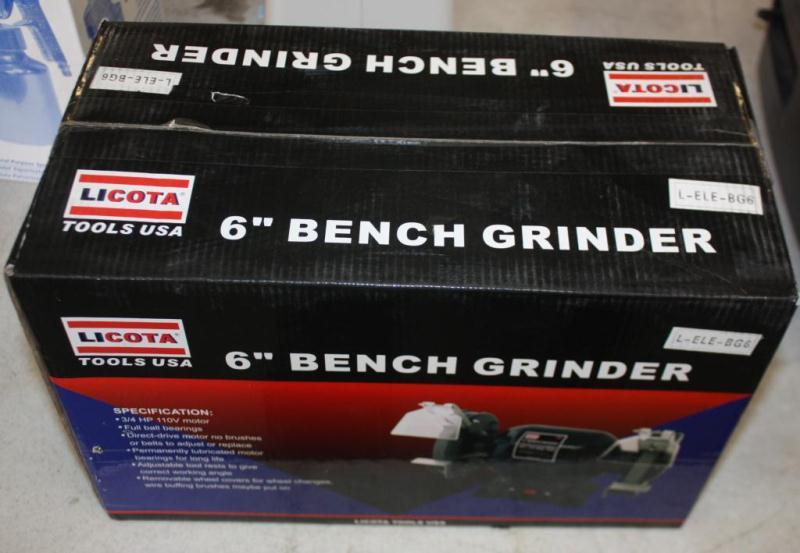 6" BENCH GRINDER
LICOTA
TOOLS USA
L-ELE-BG6
LICOTA
TOOLS USA
6" BENCH GRINDER
L-ELE-BG6
LICOTA
TOOLS USA
6" BENCH GRINDER
L-ELE-BG6
SPECIFICATION:
• 3/4 HP 110V motor
• Full ball bearings
• Direct-drive motor no brushes
or belts to adjust or replace
• Permanently lubricated motor
bearings for long life
• Adjustable tool rests to give
correct working angle
• Removable wheel covers for wheel changes,
wire buffing brushes maybe put on
LICOTA TOOLS USA